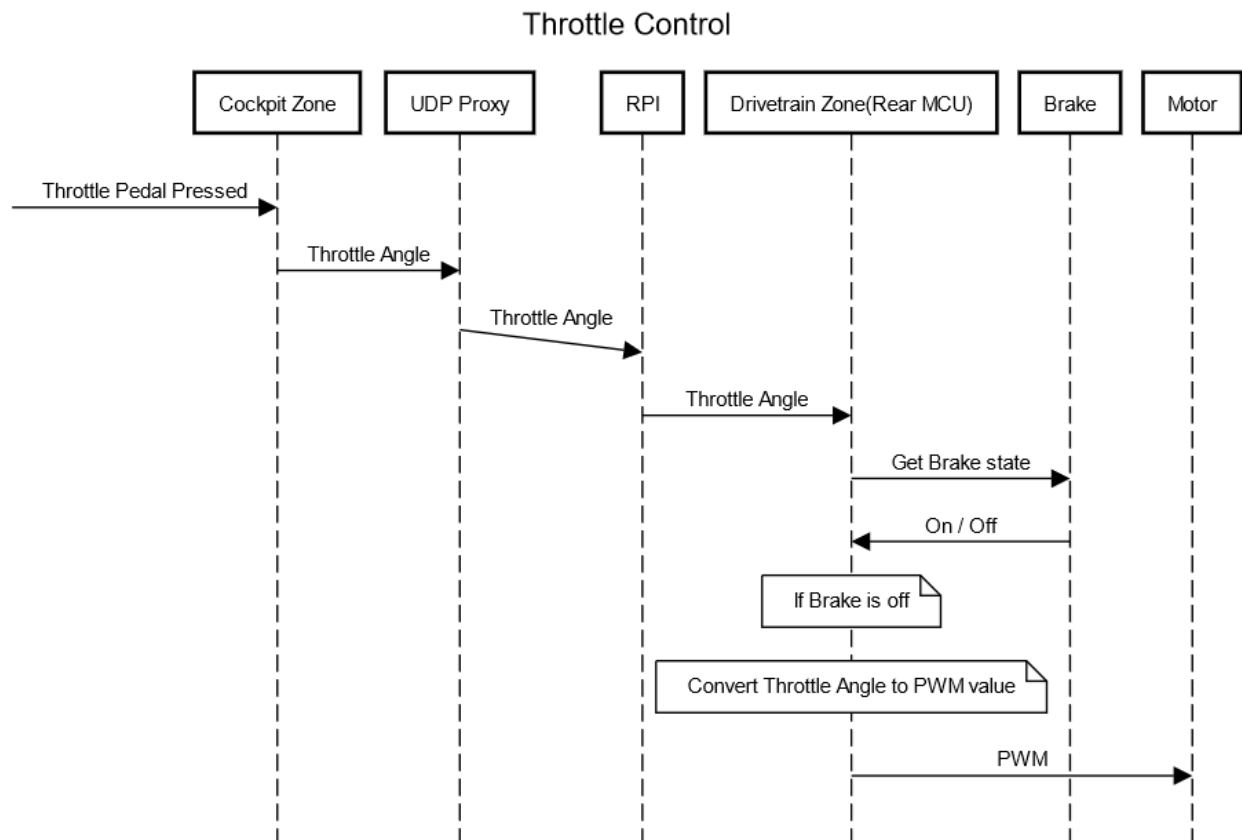 Throttle Control
Cockpit Zone
UDP Proxy
RPI
Drivetrain Zone(Rear MCU)
Brake
Motor
Throttle Pedal Pressed
Throttle Angle
Throttle Angle
Throttle Angle
Get Brake state
On / Off
If Brake is off
Convert Throttle Angle to PWM value
PWM